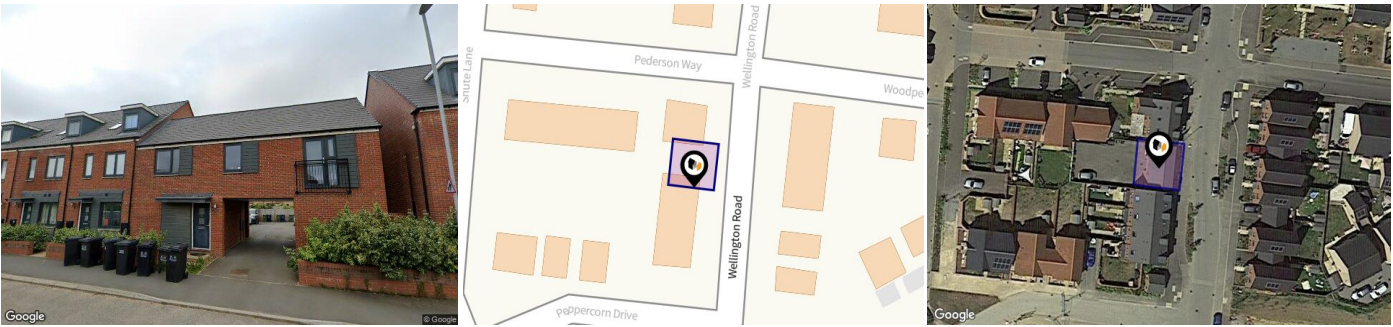 Google
© Google
Snute Lane
Pederson Way
Wellington Road
Woodpe
Wellington Road
Peppercorn Drive
Google